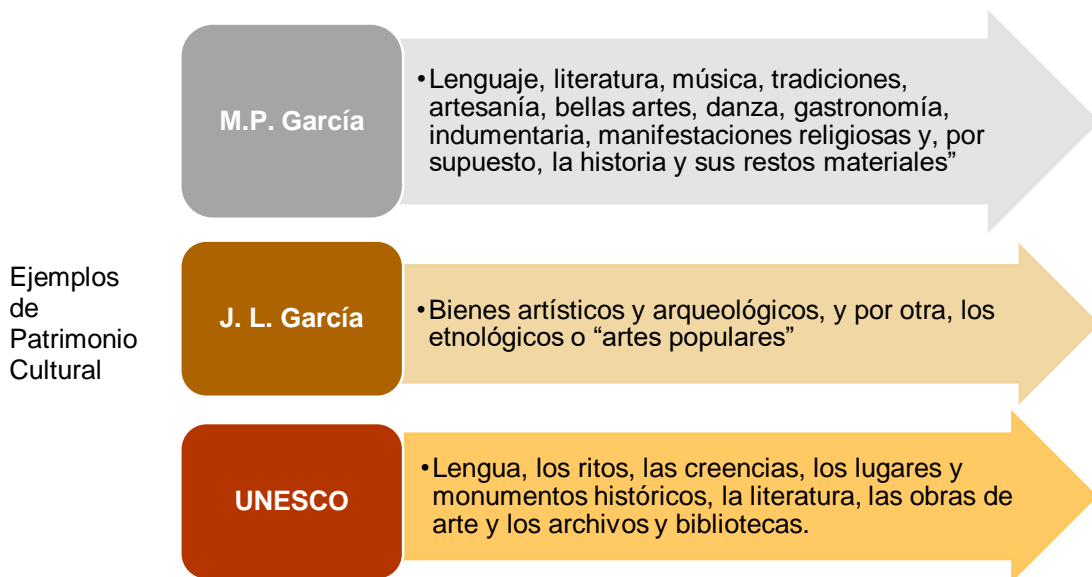 Ejemplos
de
Patrimonio
Cultural
M.P. García
•Lenguaje, literatura, música, tradiciones,
artesanía, bellas artes, danza, gastronomía,
indumentaria, manifestaciones religiosas y, por
supuesto, la historia y sus restos materiales”
J. L. García
•Bienes artísticos y arqueológicos, y por otra, los
etnológicos o “artes populares”
UNESCO
•Lengua, los ritos, las creencias, los lugares y
monumentos históricos, la literatura, las obras de
arte y los archivos y bibliotecas.